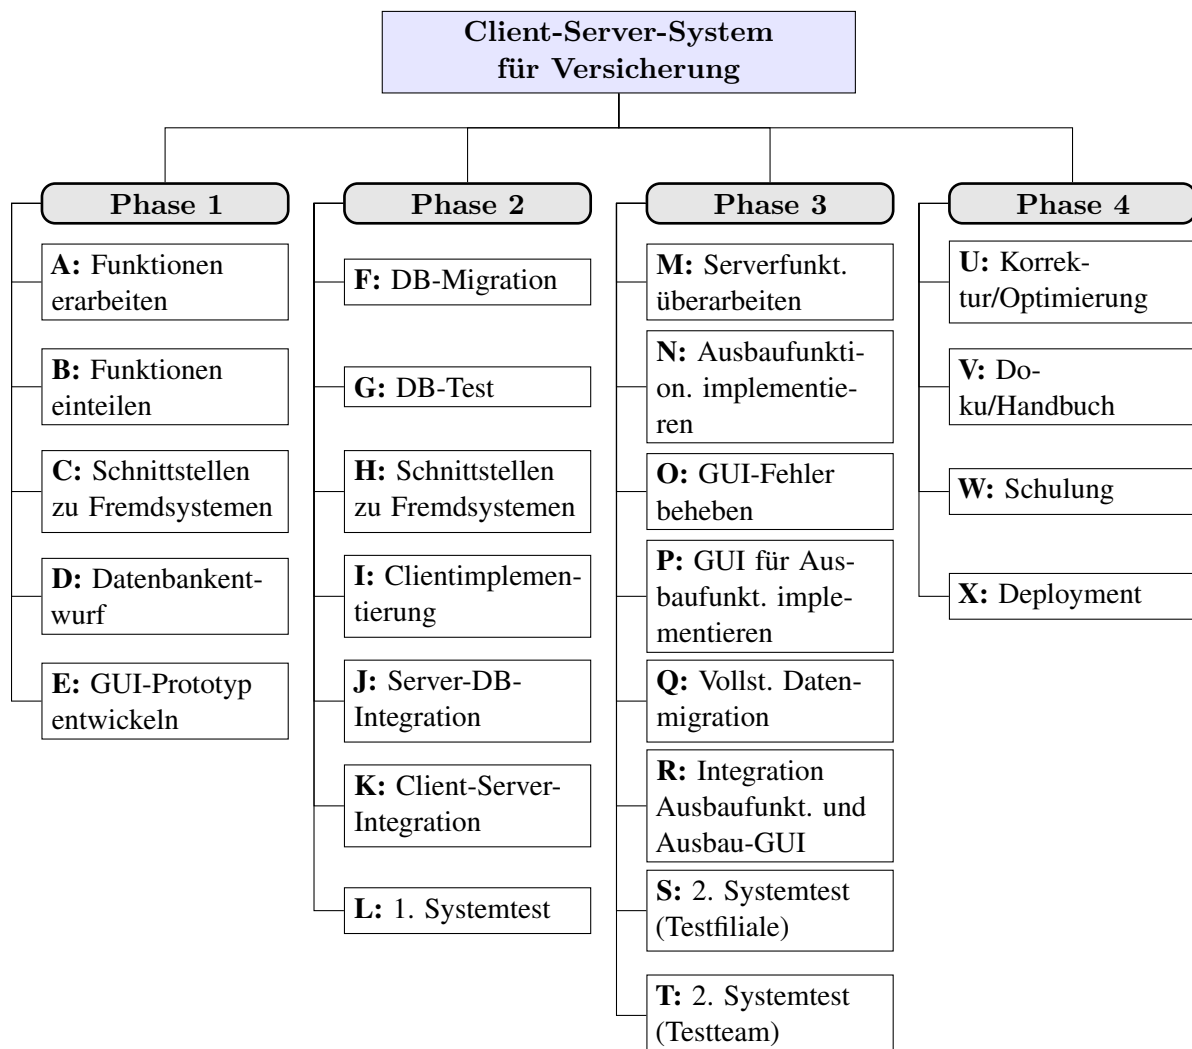 Client-Server-System
für Versicherung
Phase 1
A: Funktionen
erarbeiten
B: Funktionen
einteilen
C: Schnittstellen
zu Fremdsystemen
D: Datenbankent-
wurf
E: GUI-Prototyp
entwickeln
Phase 2
F: DB-Migration
G: DB-Test
H: Schnittstellen
zu Fremdsystemen
I: Clientimplemen-
tierung
J: Server-DB-
Integration
K: Client-Server-
Integration
L: 1. Systemtest
Phase 3
M: Serverfunkt.
überarbeiten
N: Ausbaufunkti-
on. implementie-
ren
O: GUI-Fehler
beheben
P: GUI für Aus-
baufunkt. imple-
mentieren
Q: Vollst. Daten-
migration
R: Integration
Ausbaufunkt. und
Ausbau-GUI
S: 2. Systemtest
(Testfiliale)
T: 2. Systemtest
(Testteam)
Phase 4
U: Korrek-
tur/Optimierung
V: Do-
ku/Handbuch
W: Schulung
X: Deployment